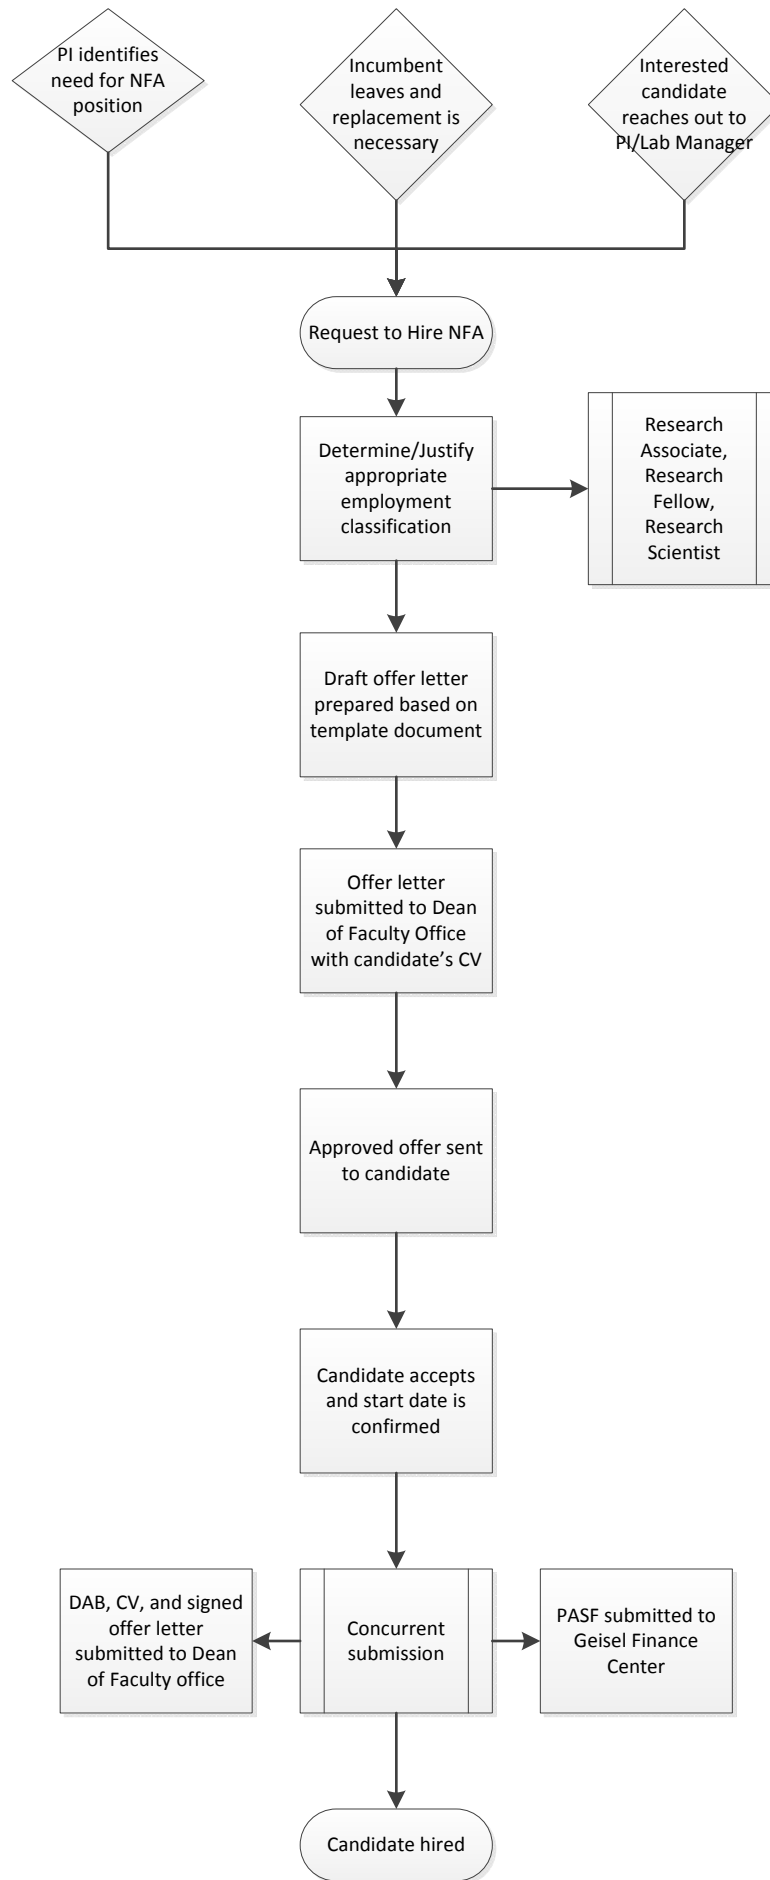 PI identifies
need for NFA
position
Incumbent
leaves and
replacement is
necessary
Interested
candidate
reaches out to
PI/Lab Manager
Request to Hire NFA
Determine/Justify
appropriate
employment
classification
Research
Associate,
Research
Fellow,
Research
Scientist
Draft offer letter
prepared based on
template document
Offer letter
submitted to Dean
of Faculty Office
with candidate’s CV
Approved offer sent
to candidate
Candidate accepts
and start date is
confirmed
DAB, CV, and signed
offer letter
submitted to Dean
of Faculty office
Concurrent
submission
PASF submitted to
Geisel Finance
Center
Candidate hired